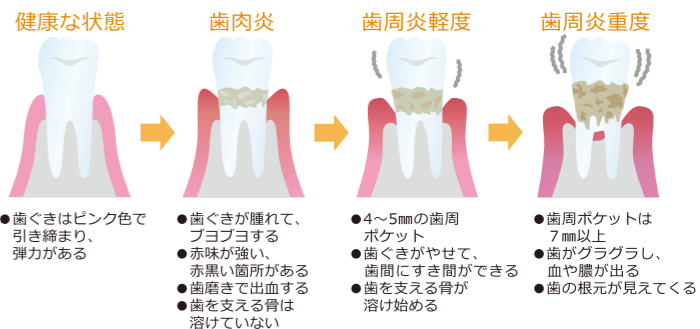 健康な状態
●歯ぐきはピンク色で
引き締まり、
弾力がある
歯肉炎
●歯ぐきが腫れて、
ブヨブヨする
●赤味が強い、
赤黒い箇所がある
●歯磨きで出血する
●歯を支える骨は
溶けていない
歯周炎軽度
●4～5㎜の歯周
ポケット
●歯ぐきがやせて、
歯間にすき間ができる
●歯を支える骨が
溶け始める
歯周炎重度
●歯周ポケットは
７㎜以上
●歯がグラグラし、
血や膿が出る
●歯の根元が見えてくる